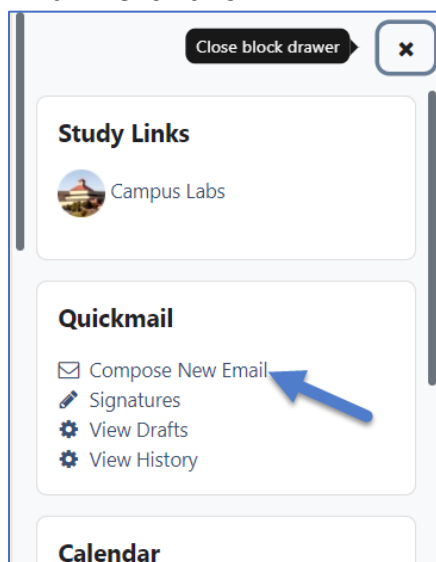 Close block drawer
Study Links
Campus Labs
Quickmail
Compose New Email
Signatures
View Drafts
View History
Calendar